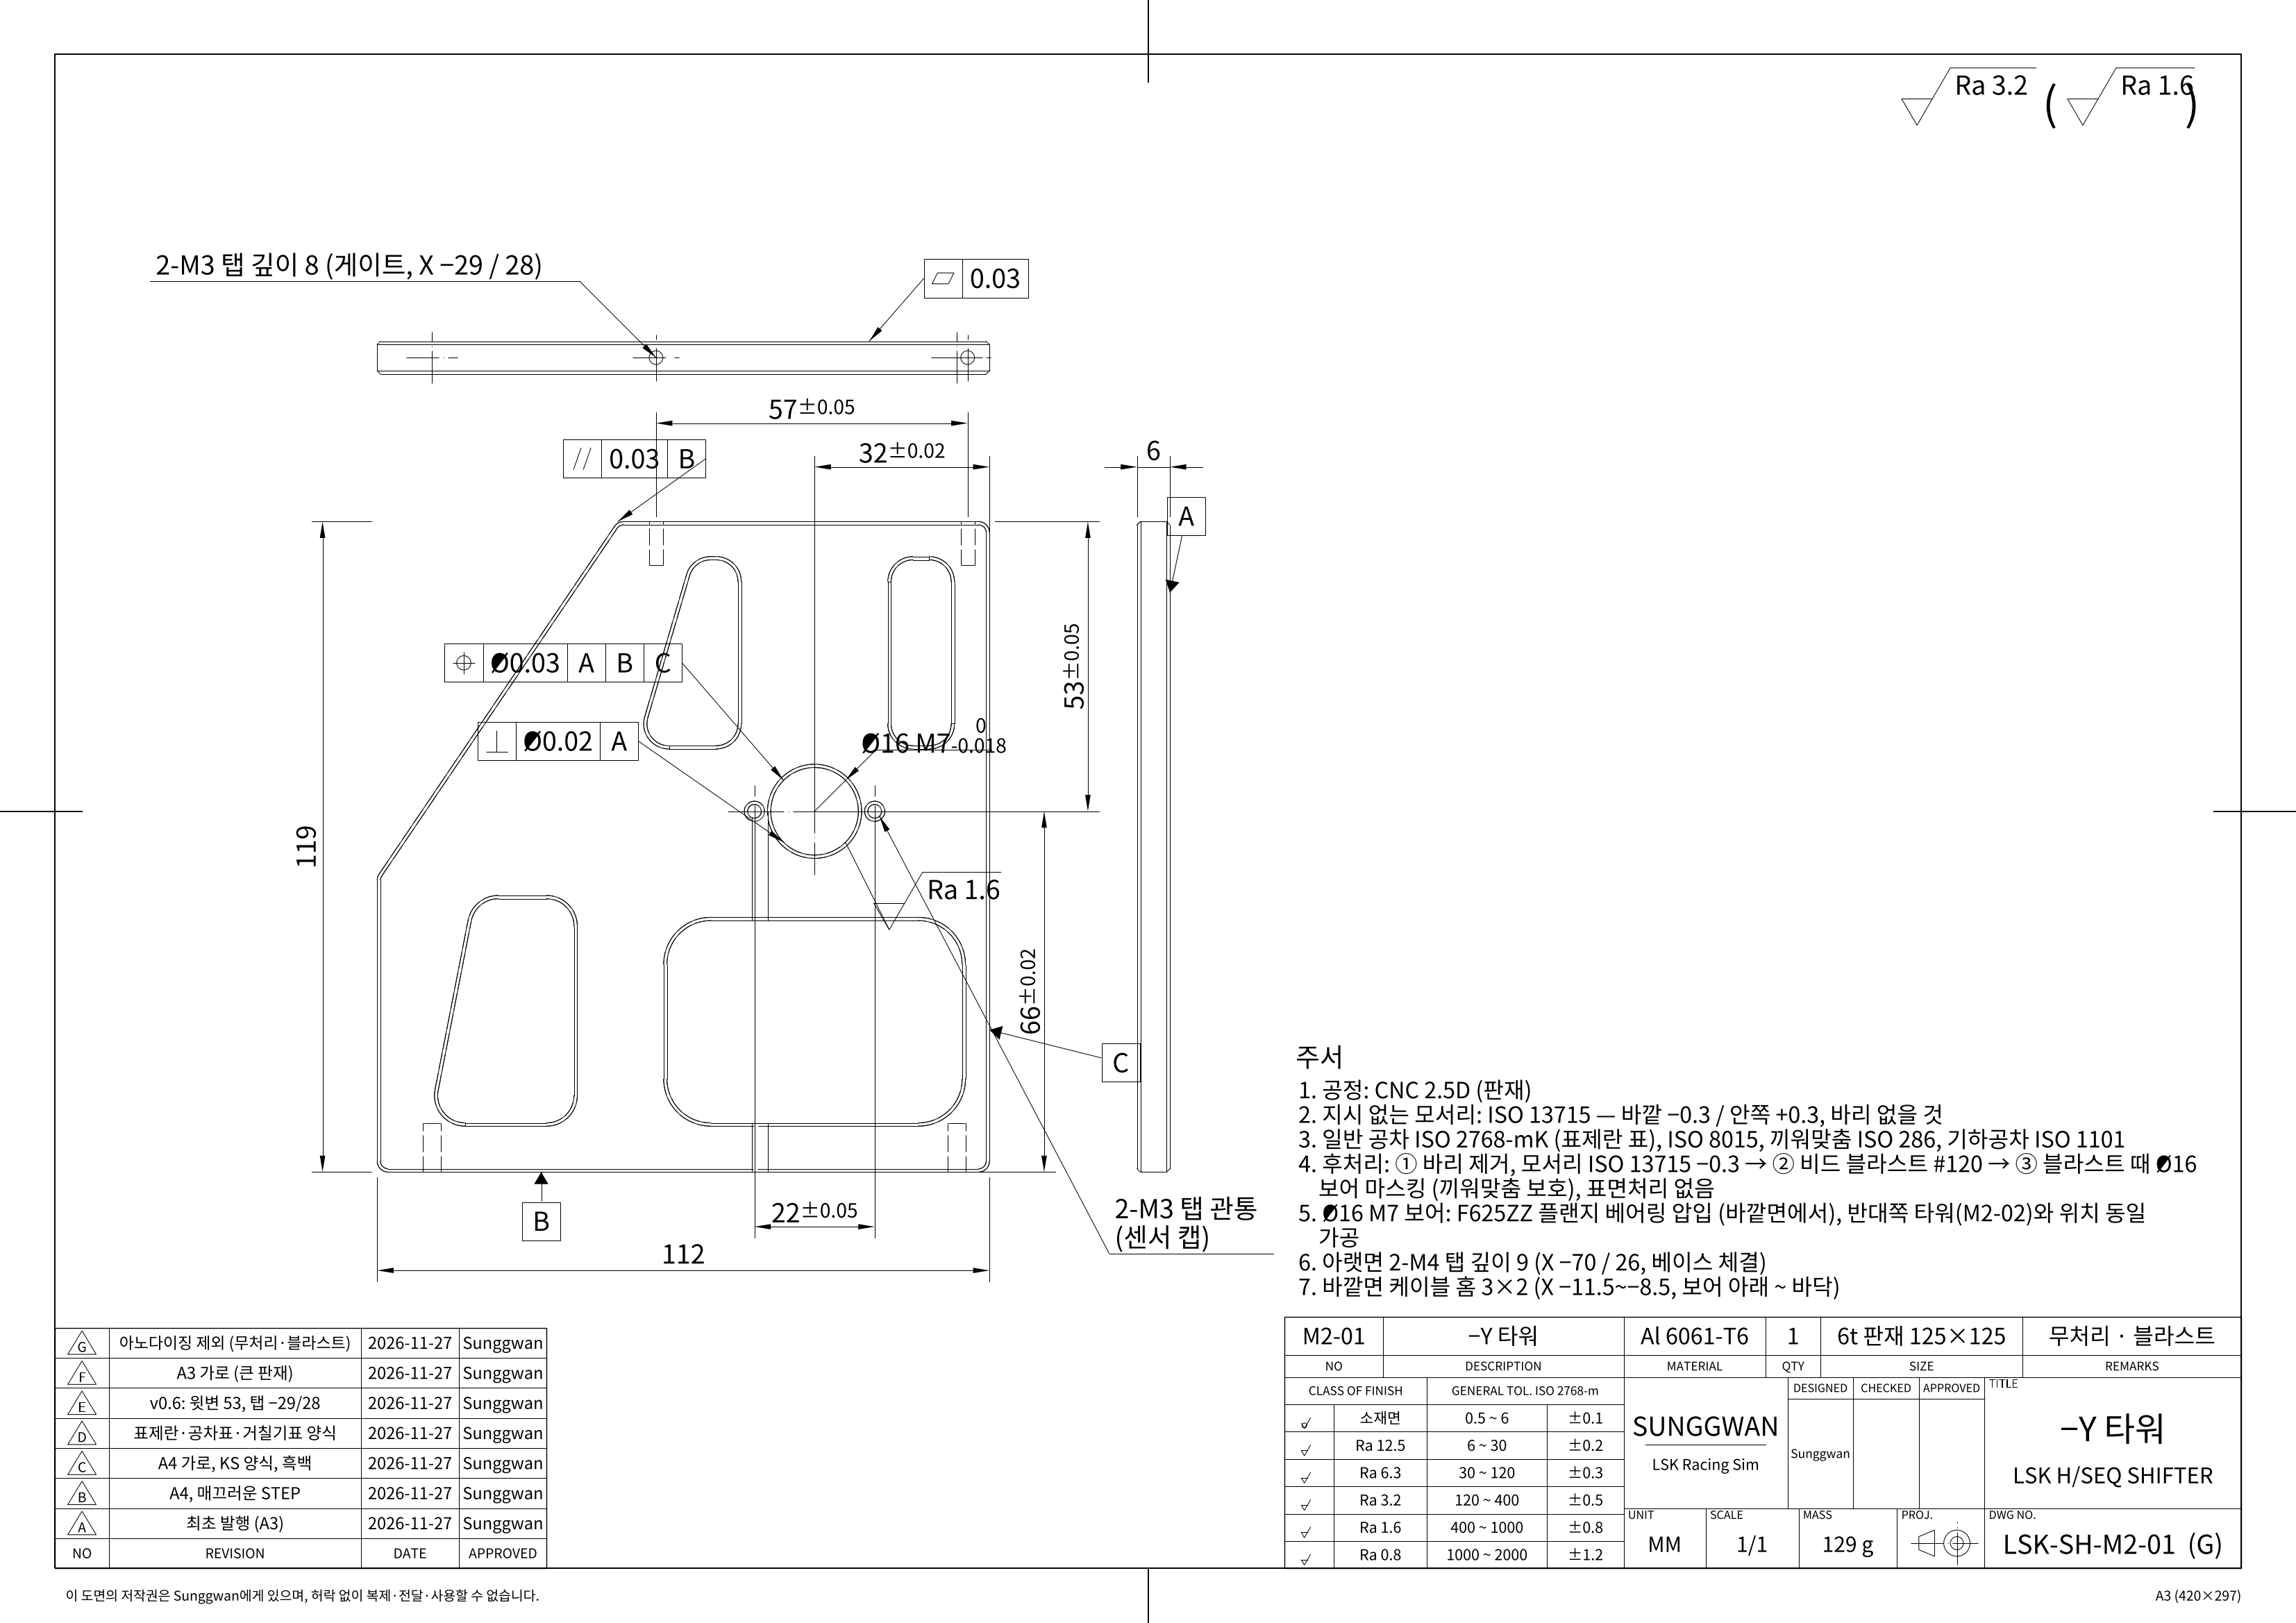 Ra 3.2 ( Ra 1.6 )
2-M3 탭 깊이 8 (게이트, X −29 / 28)
0.03
57±0.05
// 0.03 B
32±0.02
6
A
53±0.05
⌀0.03 A B C
⌀0.02 A
⌀16 M7 0 -0.018
119
Ra 1.6
66±0.02
C
B
22±0.05
112
2-M3 탭 관통
(센서 캡)
주서
1. 공정: CNC 2.5D (판재)
2. 지시 없는 모서리: ISO 13715 — 바깥 −0.3 / 안쪽 +0.3, 바리 없을 것
3. 일반 공차 ISO 2768-mK (표제란 표), ISO 8015, 끼워맞춤 ISO 286, 기하공차 ISO 1101
4. 후처리: ① 바리 제거, 모서리 ISO 13715 −0.3 → ② 비드 블라스트 #120 → ③ 블라스트 때 ⌀16
보어 마스킹 (끼워맞춤 보호), 표면처리 없음
5. ⌀16 M7 보어: F625ZZ 플랜지 베어링 압입 (바깥면에서), 반대쪽 타워(M2-02)와 위치 동일
가공
6. 아랫면 2-M4 탭 깊이 9 (X −70 / 26, 베이스 체결)
7. 바깥면 케이블 홈 3×2 (X −11.5~−8.5, 보어 아래 ~ 바닥)
G 아노다이징 제외 (무처리·블라스트) 2026-11-27 Sunggwan
F A3 가로 (큰 판재) 2026-11-27 Sunggwan
E v0.6: 윗변 53, 탭 −29/28 2026-11-27 Sunggwan
D 표제란·공차표·거칠기표 양식 2026-11-27 Sunggwan
C A4 가로, KS 양식, 흑백 2026-11-27 Sunggwan
B A4, 매끄러운 STEP 2026-11-27 Sunggwan
A 최초 발행 (A3) 2026-11-27 Sunggwan
NO REVISION DATE APPROVED
M2-01 −Y 타워 Al 6061-T6 1 6t 판재 125×125 무처리 · 블라스트
NO DESCRIPTION MATERIAL QTY SIZE REMARKS
CLASS OF FINISH GENERAL TOL. ISO 2768-m
소재면 0.5 ~ 6 ±0.1
Ra 12.5 6 ~ 30 ±0.2
Ra 6.3 30 ~ 120 ±0.3
Ra 3.2 120 ~ 400 ±0.5
Ra 1.6 400 ~ 1000 ±0.8
Ra 0.8 1000 ~ 2000 ±1.2
SUNGGWAN
LSK Racing Sim
DESIGNED CHECKED APPROVED
Sunggwan
TITLE
−Y 타워
LSK H/SEQ SHIFTER
UNIT SCALE MASS PROJ. DWG NO.
MM 1/1 129 g LSK-SH-M2-01 (G)
이 도면의 저작권은 Sunggwan에게 있으며, 허락 없이 복제·전달·사용할 수 없습니다.
A3 (420×297)